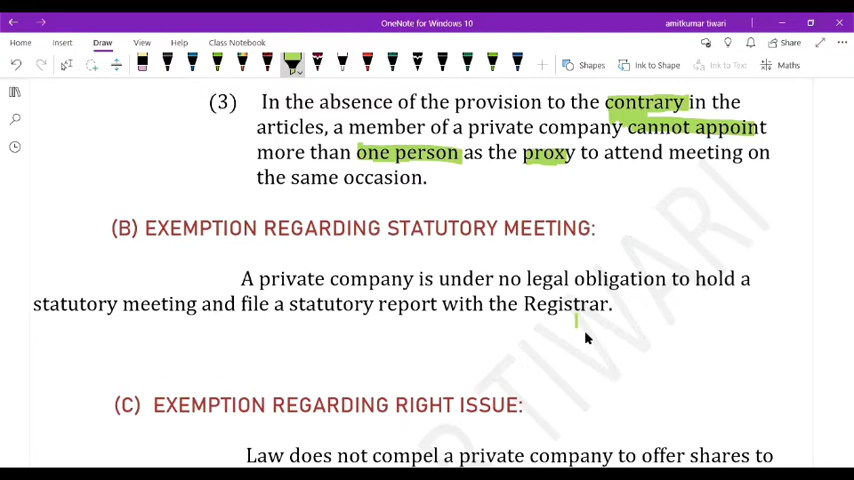 OneNote for Windows 10
amitkumar tiwari
Home Insert Draw View Help Class Notebook Share
Shapes Ink to Shape Ink to Text Maths
(3) In the absence of the provision to the contrary in the
articles, a member of a private company cannot appoint
more than one person as the proxy to attend meeting on
the same occasion.
(B) EXEMPTION REGARDING STATUTORY MEETING:
A private company is under no legal obligation to hold a
statutory meeting and file a statutory report with the Registrar.
(C) EXEMPTION REGARDING RIGHT ISSUE:
Law does not compel a private company to offer shares to
TIWARI